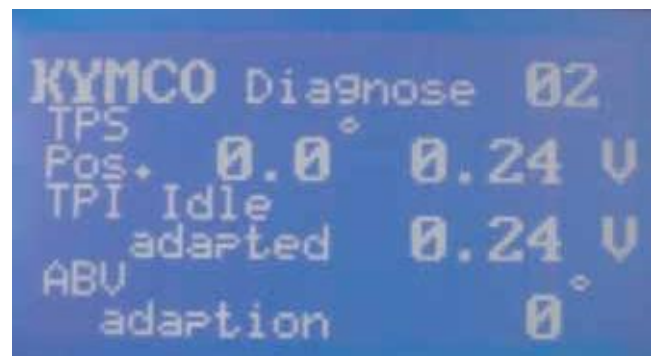 KYMCO Diagnose 02
TPS
Pos. 0.0° 0.24 V
TPI Idle
adapted 0.24 V
ABV
adaption 0°